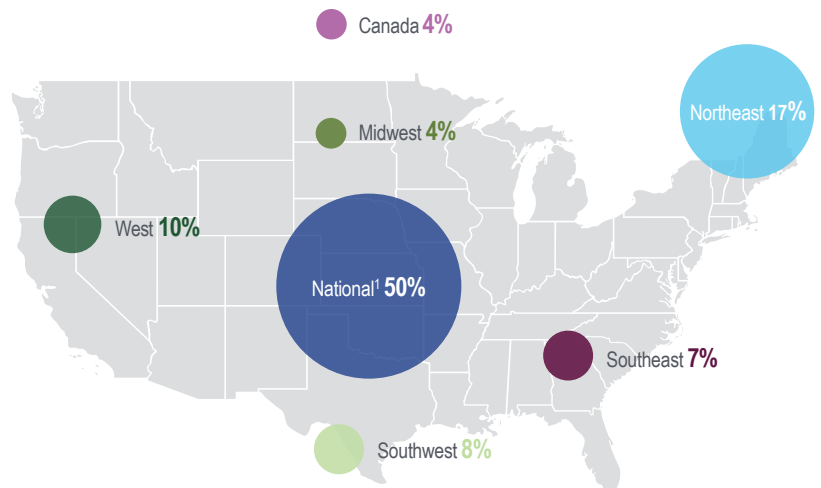 Canada 4%
Northeast 17%
Midwest 4%
West 10%
National¹ 50%
Southeast 7%
Southwest 8%